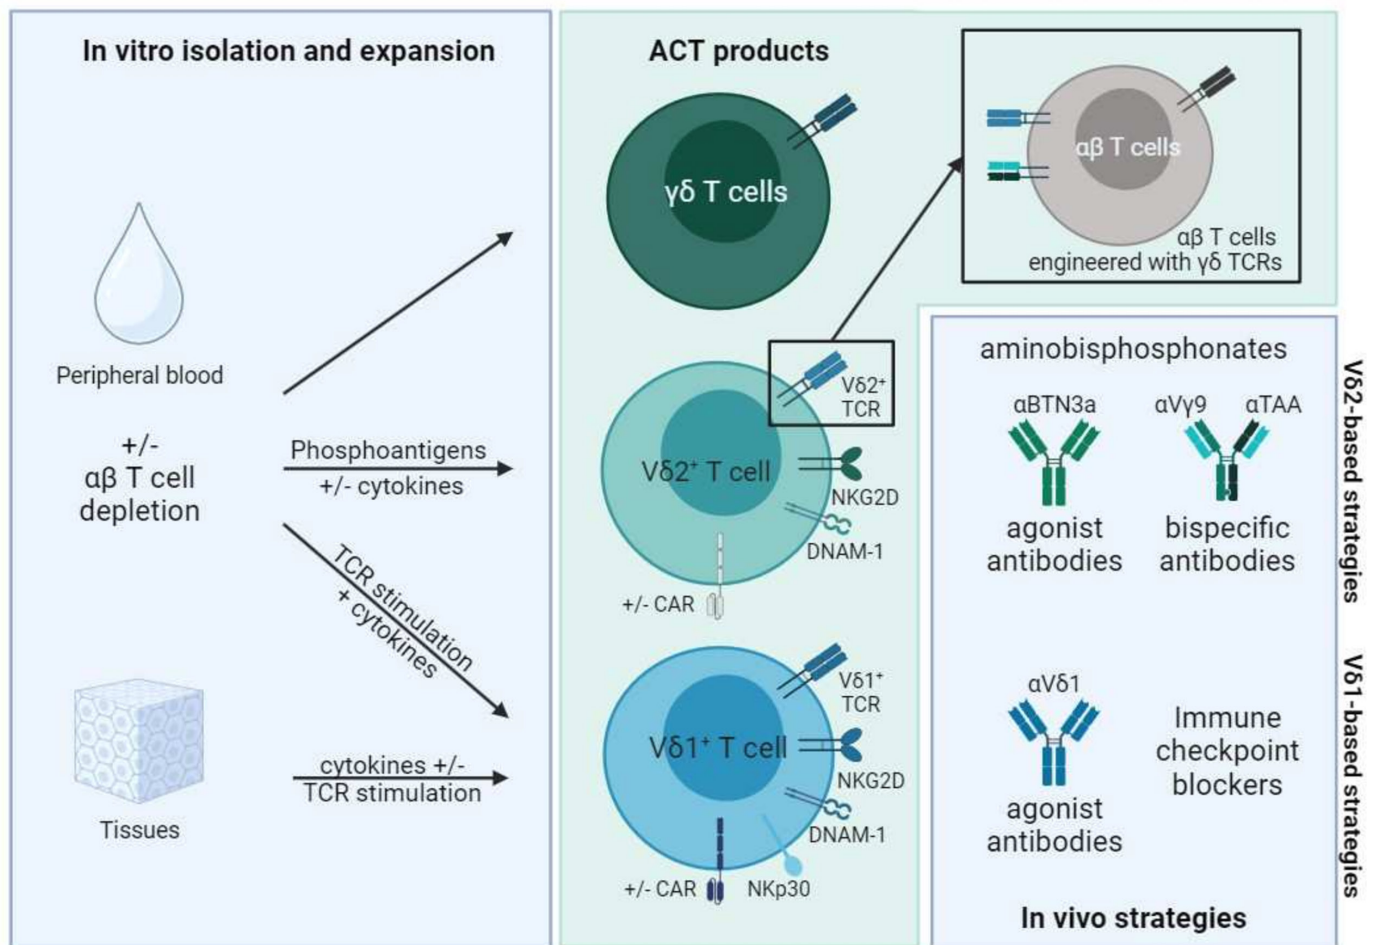 In vitro isolation and expansion
Peripheral blood
+/-
αβ T cell
depletion
Tissues
Phosphoantigens
+/- cytokines
TCR stimulation
+ cytokines
cytokines +/-
TCR stimulation
ACT products
γδ T cells
Vδ2⁺
TCR
Vδ2⁺ T cell
NKG2D
DNAM-1
+/- CAR
Vδ1⁺
TCR
Vδ1⁺ T cell
NKG2D
DNAM-1
+/- CAR
NKp30
αβ T cells
αβ T cells
engineered with γδ TCRs
aminobisphosphonates
αBTN3a
agonist
antibodies
αVγ9
αTAA
bispecific
antibodies
Vδ2-based strategies
αVδ1
agonist
antibodies
Immune
checkpoint
blockers
Vδ1-based strategies
In vivo strategies